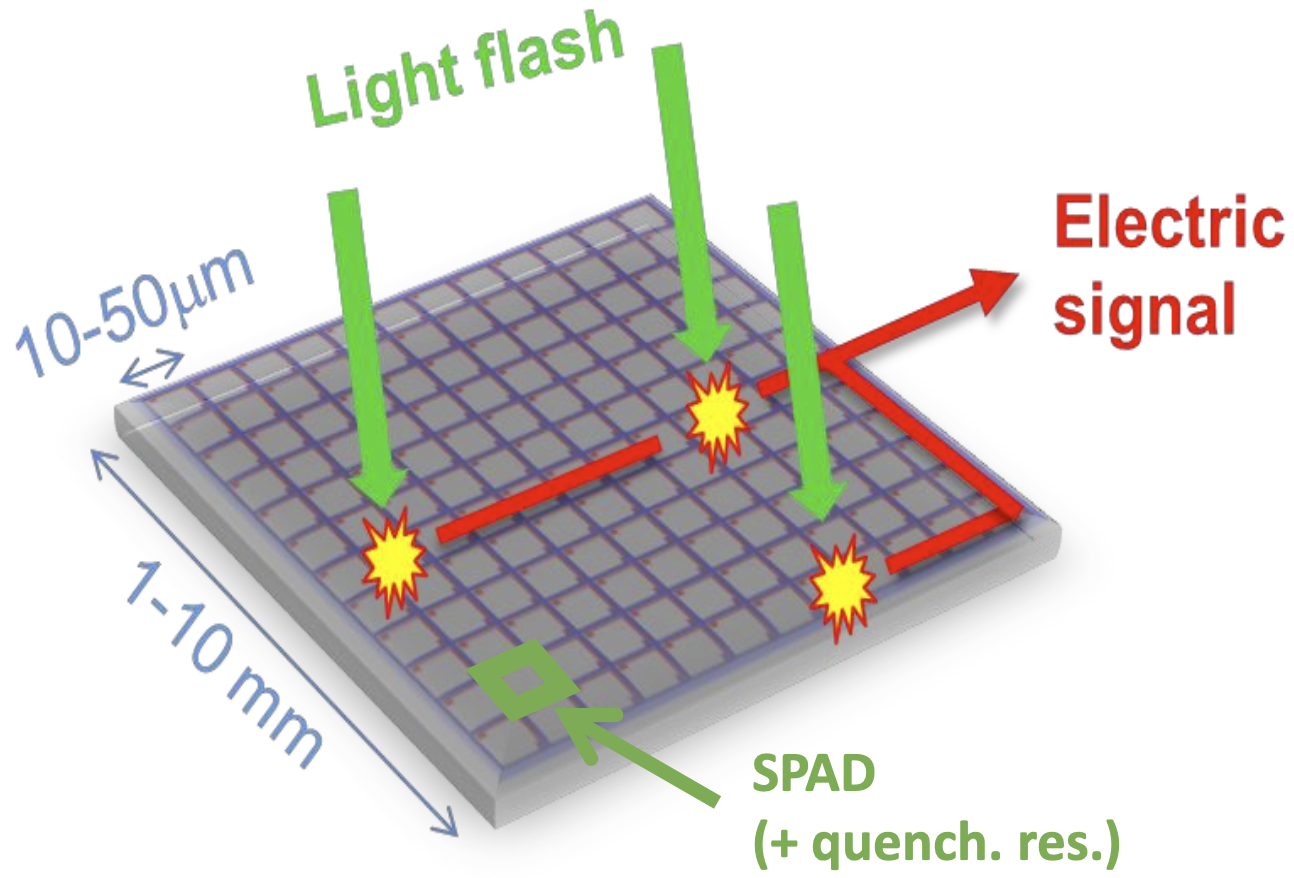 Light flash
Electric
signal
10-50μm
1-10 mm
SPAD
(+ quench. res.)